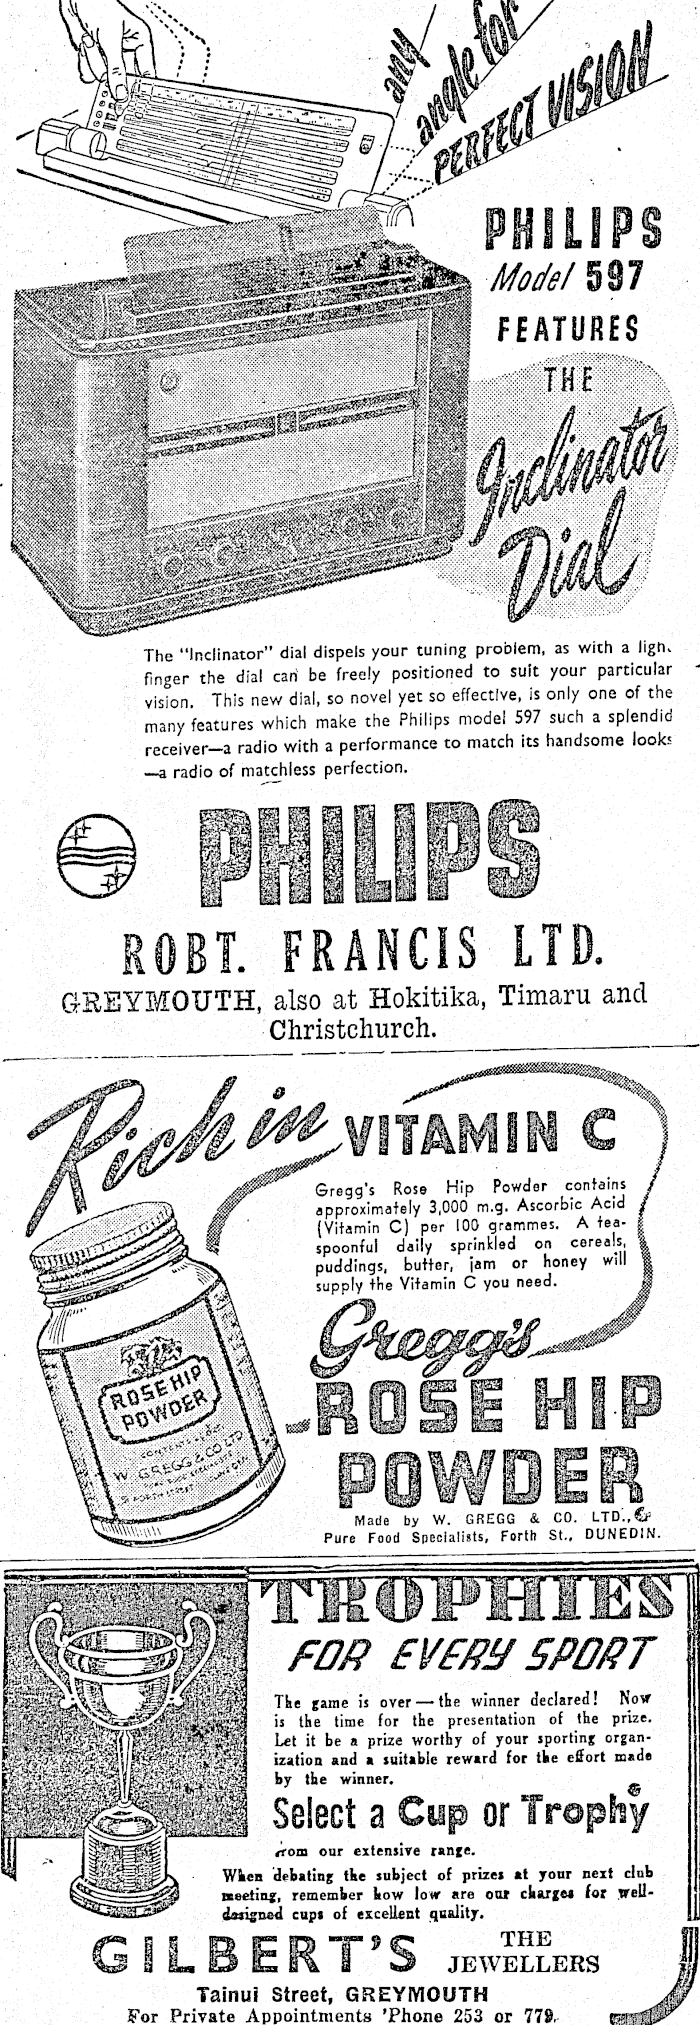 any
angle for
PERFECT VISION
PHILIPS
Model 597
FEATURES
THE
Inclinator
Dial
The "Inclinator" dial dispels your tuning problem, as with a ligh.
finger the dial can be freely positioned to suit your particular
vision. This new dial, so novel yet so effective, is only one of the
many features which make the Philips model 597 such a splendid
receiver—a radio with a performance to match its handsome looks
—a radio of matchless perfection.
PHILIPS
ROBT. FRANCIS LTD.
GREYMOUTH, also at Hokitika, Timaru and
Christchurch.
Rich in VITAMIN C
Gregg's Rose Hip Powder contains
approximately 3,000 m.g. Ascorbic Acid
(Vitamin C) per 100 grammes. A tea-
spoonful daily sprinkled on cereals,
puddings, butter, jam or honey will
supply the Vitamin C you need.
ROSE HIP
POWDER
W. GREGG & CO LTD
Gregg's
ROSE HIP
POWDER
Made by W. GREGG & CO. LTD.,
Pure Food Specialists, Forth St., DUNEDIN.
TROPHIES
FOR EVERY SPORT
The game is over — the winner declared! Now
is the time for the presentation of the prize.
Let it be a prize worthy of your sporting organ-
ization and a suitable reward for the effort made
by the winner.
Select a Cup or Trophy
from our extensive range.
When debating the subject of prizes at your next club
meeting, remember how low are our charges for well-
designed cups of excellent quality.
GILBERT'S THE
JEWELLERS
Tainui Street, GREYMOUTH
For Private Appointments 'Phone 253 or 779.